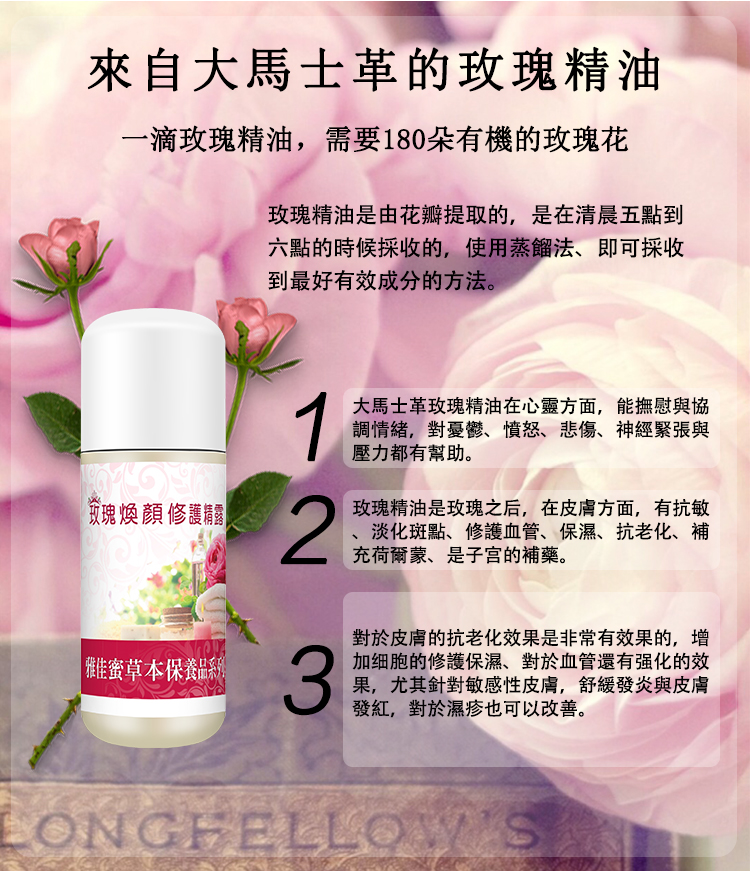 來自大馬士革的玫瑰精油
一滴玫瑰精油，需要180朵有機的玫瑰花
玫瑰精油是由花瓣提取的，是在清晨五點到
六點的時候採收的，使用蒸餾法、即可採收
到最好有效成分的方法。
1
大馬士革玫瑰精油在心靈方面，能撫慰與協
調情緒，對憂鬱、憤怒、悲傷、神經緊張與
壓力都有幫助。
2
玫瑰精油是玫瑰之后，在皮膚方面，有抗敏
、淡化斑點、修護血管、保濕、抗老化、補
充荷爾蒙、是子宮的補藥。
3
對於皮膚的抗老化效果是非常有效果的，增
加细胞的修護保濕、對於血管還有强化的效
果，尤其針對敏感性皮膚，舒緩發炎與皮膚
發紅，對於濕疹也可以改善。
玫瑰煥顏修護精露
雅佳蜜草本保養品系列
LONGFELLOW'S